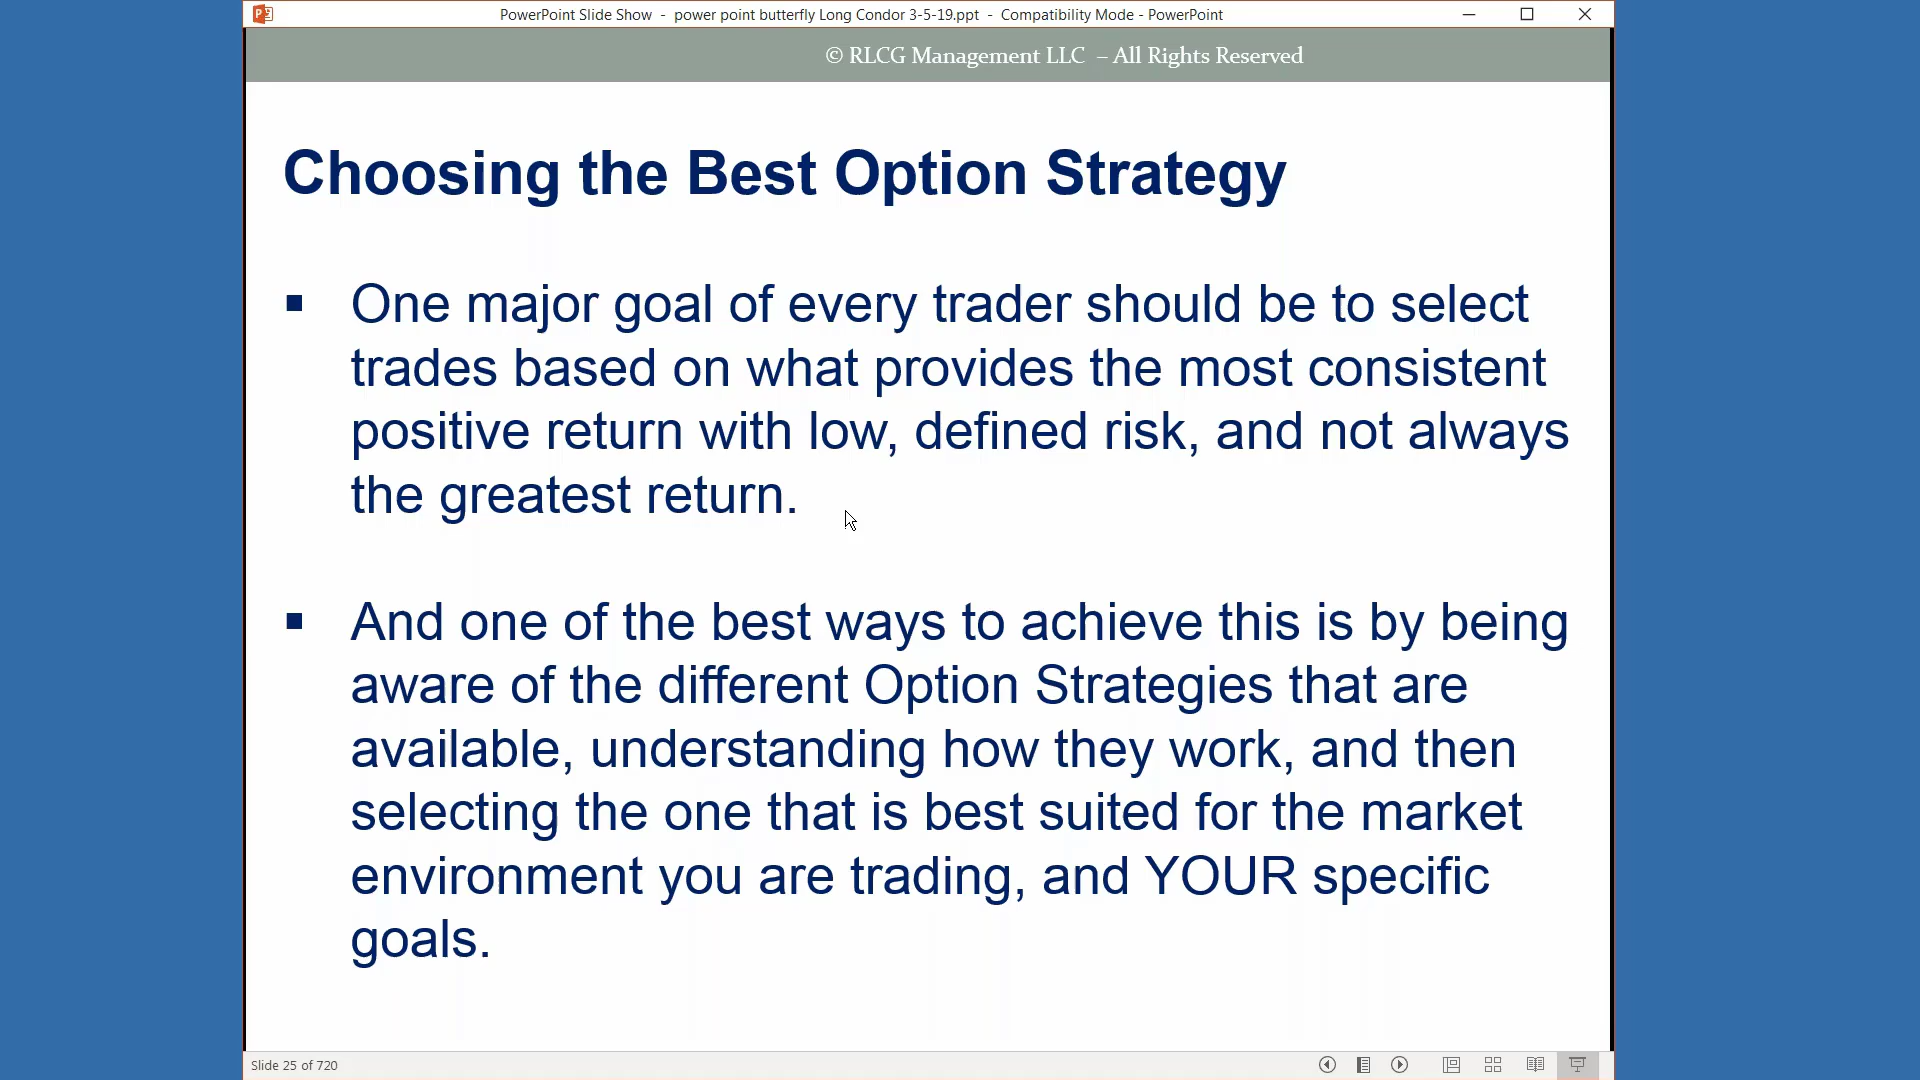 PowerPoint Slide Show - power point butterfly Long Condor 3-5-19.ppt - Compatibility Mode - PowerPoint
© RLCG Management LLC – All Rights Reserved
Choosing the Best Option Strategy
▪ One major goal of every trader should be to select
trades based on what provides the most consistent
positive return with low, defined risk, and not always
the greatest return.
▪ And one of the best ways to achieve this is by being
aware of the different Option Strategies that are
available, understanding how they work, and then
selecting the one that is best suited for the market
environment you are trading, and YOUR specific
goals.
Slide 25 of 720